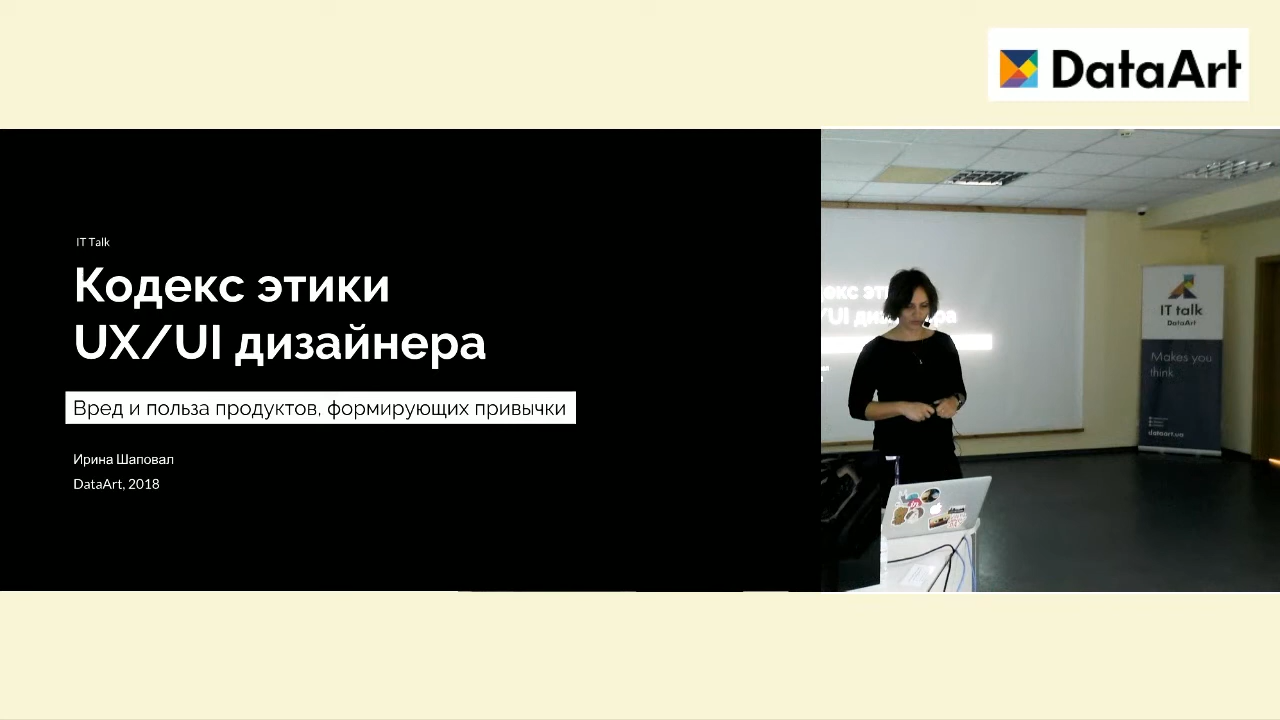 DataArt
IT Talk
Кодекс этики
UX/UI дизайнера
Вред и польза продуктов, формирующих привычки
Ирина Шаповал
DataArt, 2018
IT talk
DataArt
Makes you
think
dataart.ua